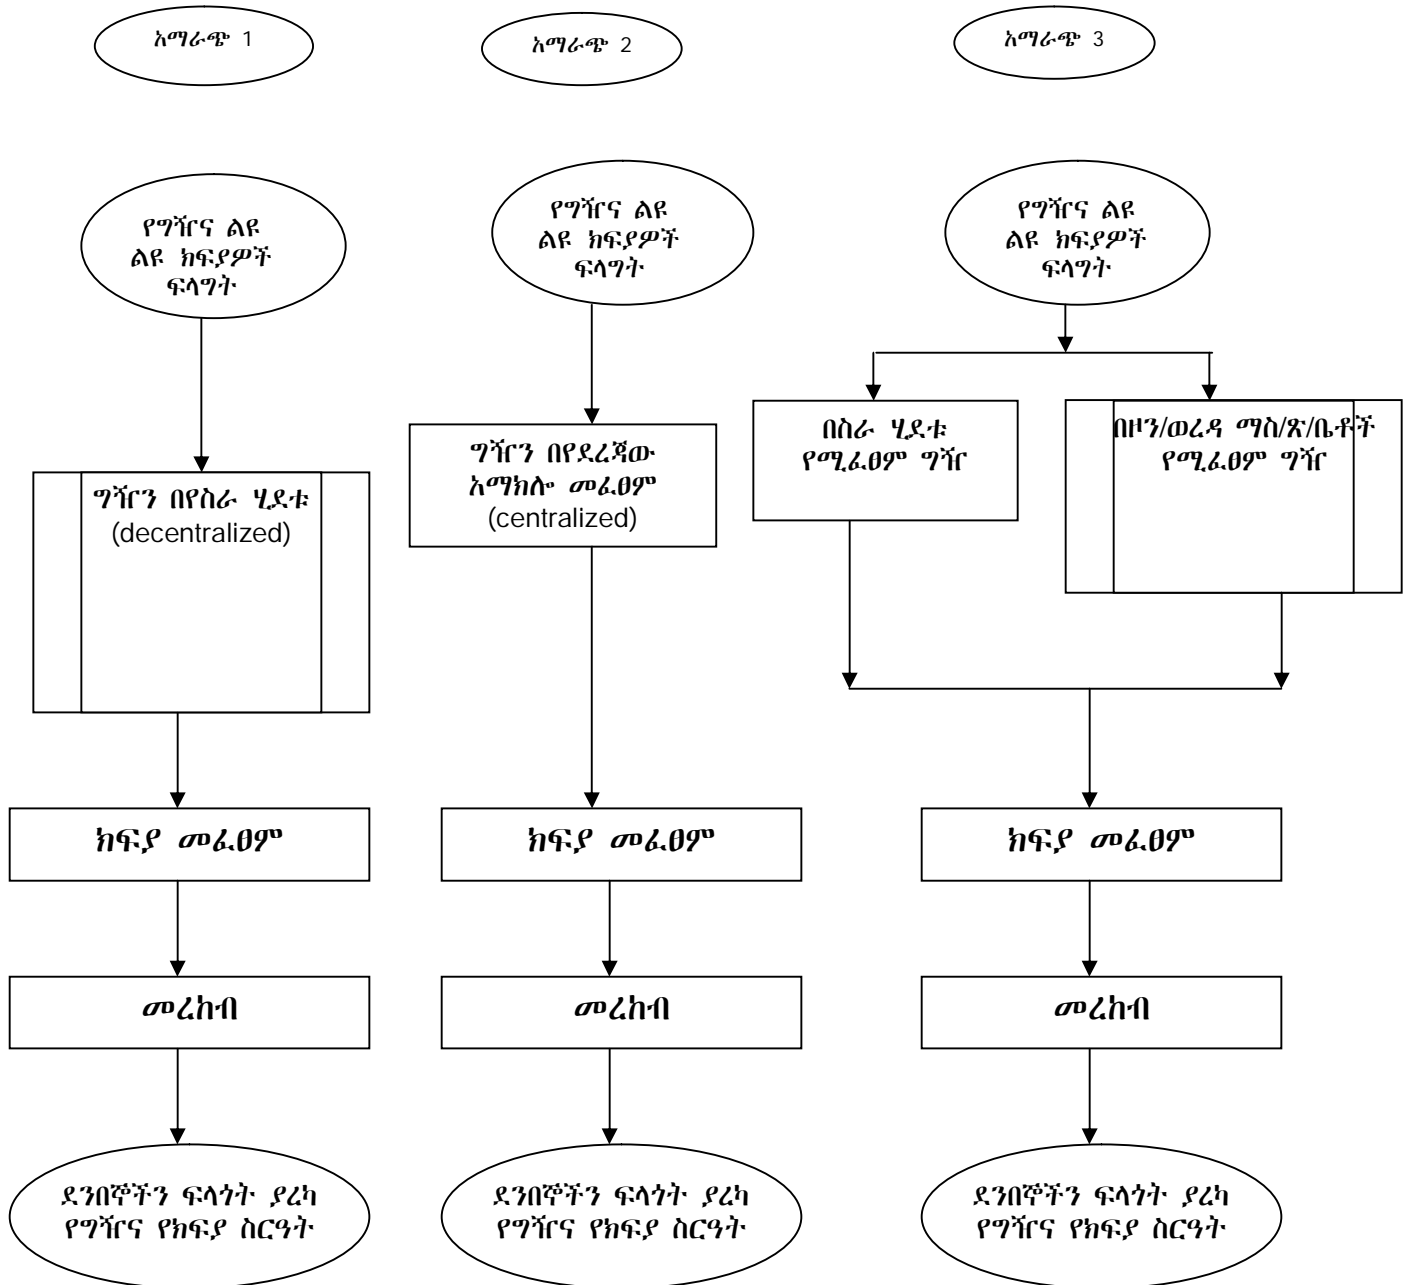 አማራጭ 1
አማራጭ 2
አማራጭ 3
የግዥና ልዩ
ልዩ ክፍያዎች
ፍላግት
የግዥና ልዩ
ልዩ ክፍያዎች
ፍላግት
የግዥና ልዩ
ልዩ ክፍያዎች
ፍላግት
ግዥን በየስራ ሂደቱ
(decentralized)
ግዥን በየደረጃው
አማክሎ መፈፀም
(centralized)
በስራ ሂደቱ
የሚፈፀም ግዥ
በዞን/ወረዳ ማስ/ጽ/ቤቶች
የሚፈፀም ግዥ
ክፍያ መፈፀም
ክፍያ መፈፀም
ክፍያ መፈፀም
መረከብ
መረከብ
መረከብ
ደንበኞችን ፍላጎት ያረካ
የግዥና የክፍያ ስርዓት
ደንበኞችን ፍላጎት ያረካ
የግዥና የክፍያ ስርዓት
ደንበኞችን ፍላጎት ያረካ
የግዥና የክፍያ ስርዓት